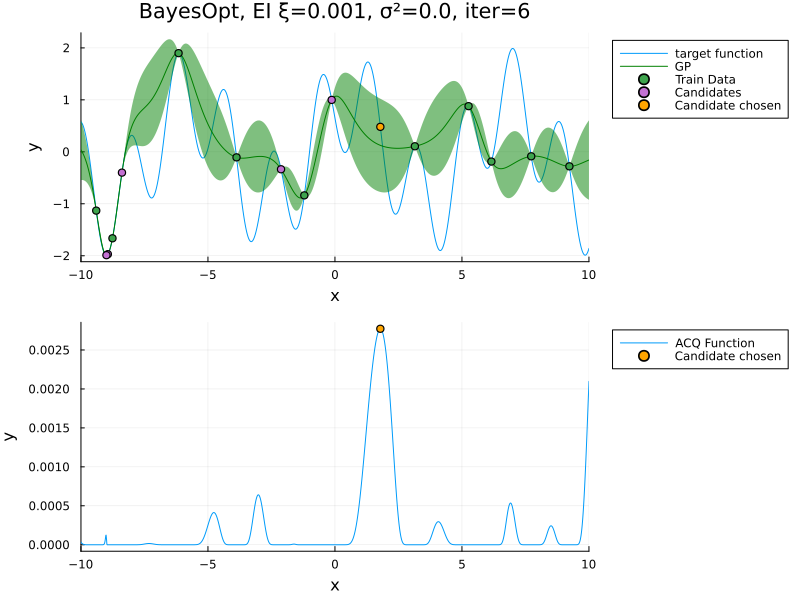 BayesOpt, EI ξ=0.001, σ²=0.0, iter=6
y
2
1
0
−1
−2
−10
−5
0
5
10
x
target function
GP
Train Data
Candidates
Candidate chosen
y
0.0025
0.0020
0.0015
0.0010
0.0005
0.0000
−10
−5
0
5
10
x
ACQ Function
Candidate chosen